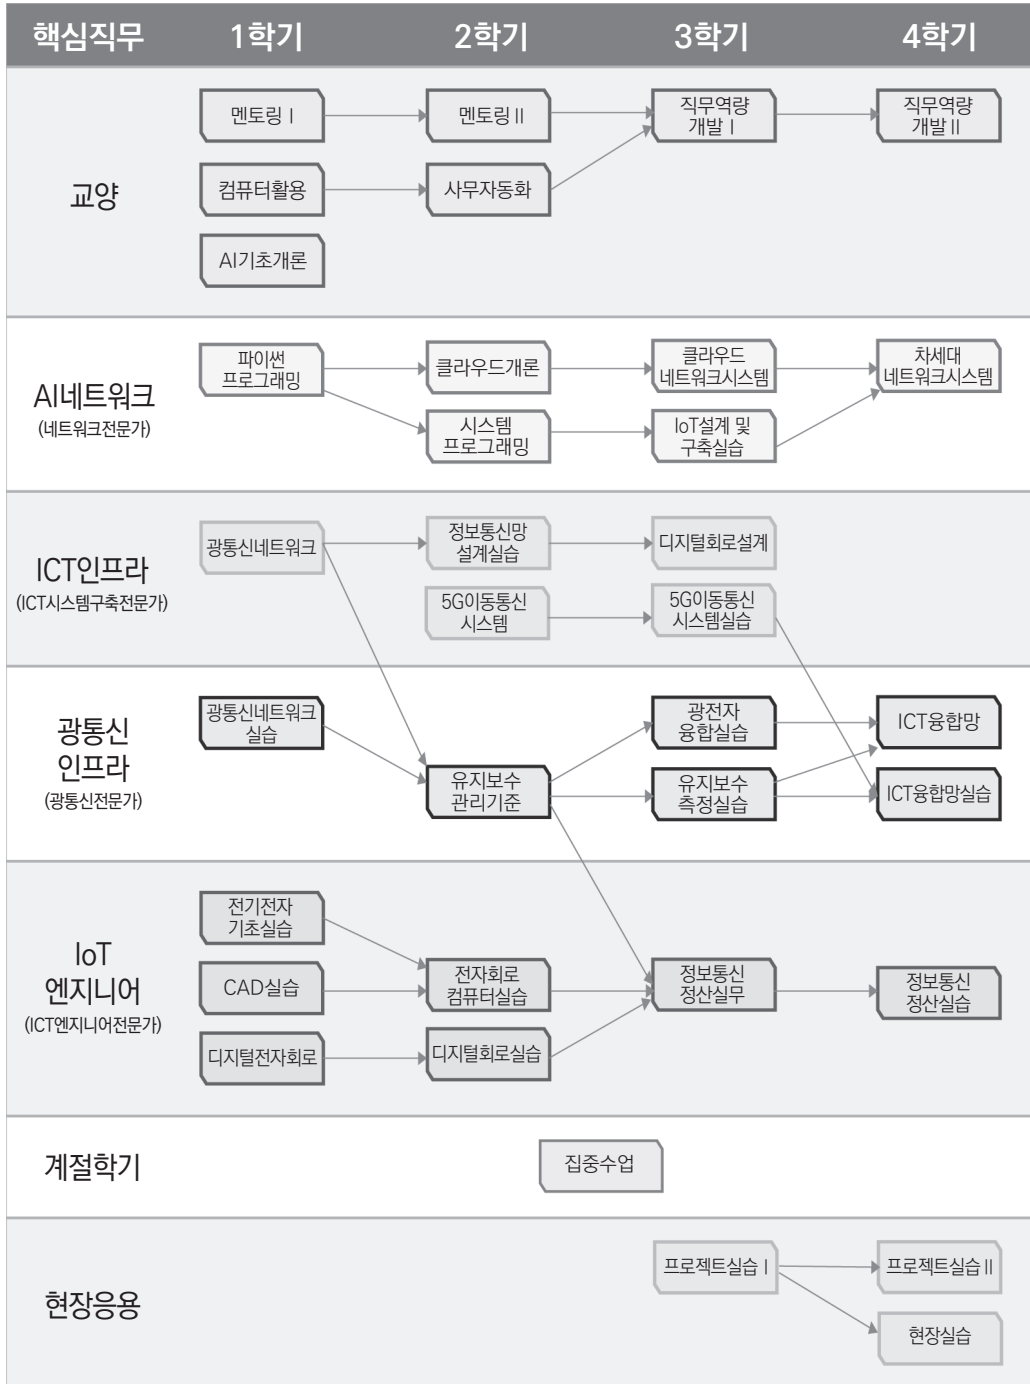 핵심직무 1학기 2학기 3학기 4학기
교양
멘토링 Ⅰ
멘토링 Ⅱ
직무역량
개발 Ⅰ
직무역량
개발 Ⅱ
컴퓨터활용
사무자동화
AI기초개론
AI네트워크
(네트워크전문가)
파이썬
프로그래밍
클라우드개론
클라우드
네트워크시스템
차세대
네트워크시스템
시스템
프로그래밍
IoT설계 및
구축실습
ICT인프라
(ICT시스템구축전문가)
광통신네트워크
정보통신망
설계실습
디지털회로설계
5G이동통신
시스템
5G이동통신
시스템실습
광통신
인프라
(광통신전문가)
광통신네트워크
실습
광전자
융합실습
ICT융합망
유지보수
관리기준
유지보수
측정실습
ICT융합망실습
IoT
엔지니어
(ICT엔지니어전문가)
전기전자
기초실습
CAD실습
전자회로
컴퓨터실습
정보통신
정산실무
정보통신
정산실습
디지털전자회로
디지털회로실습
계절학기
집중수업
현장응용
프로젝트실습 Ⅰ
프로젝트실습 Ⅱ
현장실습